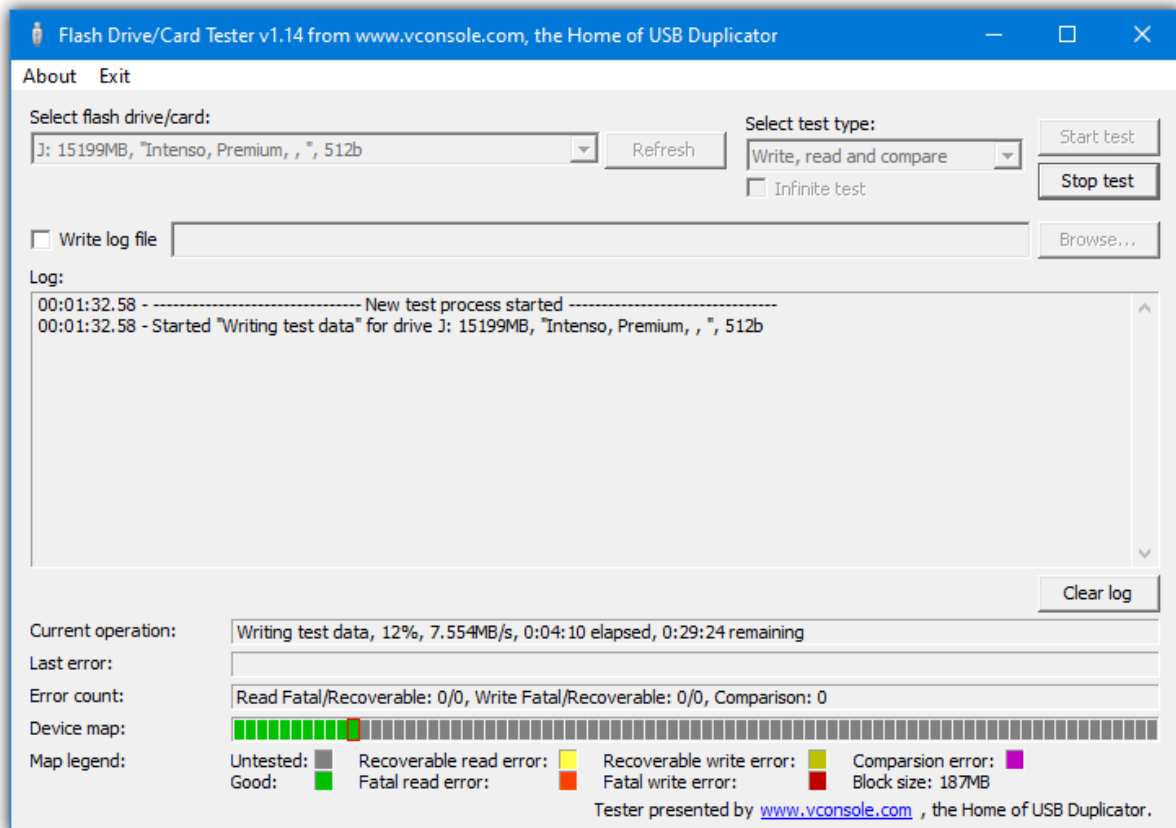 Flash Drive/Card Tester v1.14 from www.vconsole.com, the Home of USB Duplicator
About Exit
Select flash drive/card:
J: 15199MB, "Intenso, Premium, , ", 512b
Refresh
Select test type:
Write, read and compare
Infinite test
Start test
Stop test
Write log file
Browse...
Log:
00:01:32.58 - -------------------------------- New test process started --------------------------------
00:01:32.58 - Started "Writing test data" for drive J: 15199MB, "Intenso, Premium, , ", 512b
Clear log
Current operation: Writing test data, 12%, 7.554MB/s, 0:04:10 elapsed, 0:29:24 remaining
Last error:
Error count: Read Fatal/Recoverable: 0/0, Write Fatal/Recoverable: 0/0, Comparison: 0
Device map:
Map legend: Untested: Recoverable read error: Recoverable write error: Comparsion error:
Good: Fatal read error: Fatal write error: Block size: 187MB
Tester presented by www.vconsole.com , the Home of USB Duplicator.